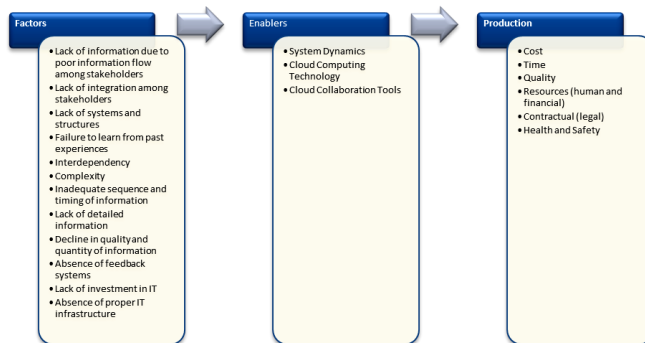 Factors
• Lack of information due to
poor information flow
among stakeholders
• Lack of integration among
stakeholders
• Lack of systems and
structures
• Failure to learn from past
experiences
• Interdependency
• Complexity
• Inadequate sequence and
timing of information
• Lack of detailed
information
• Decline in quality and
quantity of information
• Absence of feedback
systems
• Lack of investment in IT
• Absence of proper IT
infrastructure
Enablers
• System Dynamics
• Cloud Computing
Technology
• Cloud Collaboration Tools
Production
• Cost
• Time
• Quality
• Resources (human and
financial)
• Contractual (legal)
• Health and Safety